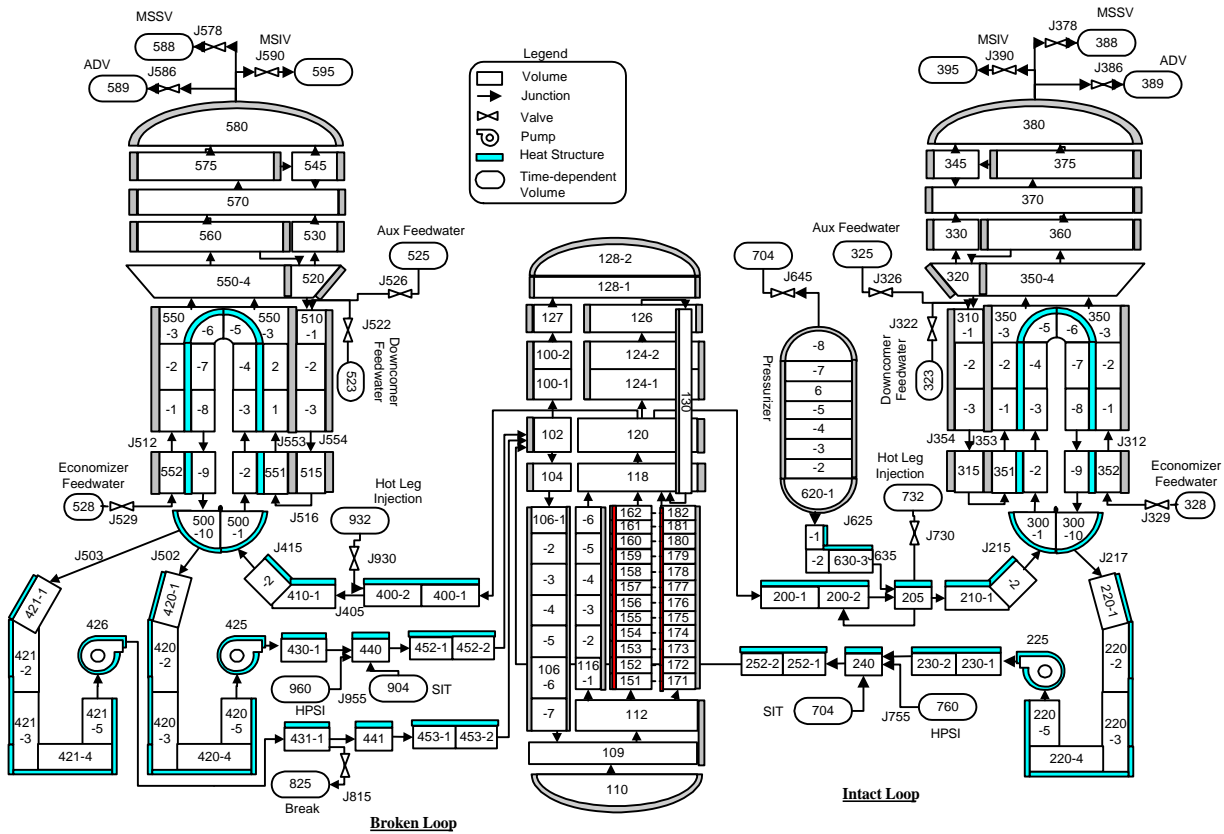 MSSV
J578
588
MSIV
J590
595
ADV
J586
589
580
575
545
570
560
530
550-4
520
Aux Feedwater
525
J526
J522
523
Downcomer
Feedwater
550
-3
-6
-5
550
-3
510
-1
-2
-7
-4
2
-2
-1
-8
-3
1
-3
J512
J553
J554
552
-9
-2
551
515
Economizer
Feedwater
528
J529
J516
500
-10
500
-1
J503
J502
J415
Hot Leg
Injection
932
J930
-2
410-1
J405
400-2
400-1
421-1
420-1
426
425
421
-2
420
-2
421
-3
420
-3
421
-5
420
-5
421-4
420-4
430-1
440
452-1
452-2
960
HPSI
J955
904
SIT
431-1
441
453-1
453-2
825
Break
J815
Broken Loop
Legend
Volume
Junction
Valve
Pump
Heat Structure
Time-dependent
Volume
128-2
128-1
127
126
100-2
100-1
124-2
124-1
130
102
120
104
118
106-1
-2
-3
-4
-5
106
-6
-7
-6
-5
-4
-3
-2
116
-1
162
161
160
159
158
157
156
155
154
153
152
151
182
181
180
179
178
177
176
175
174
173
172
171
112
109
110
704
J645
Pressurizer
-8
-7
6
-5
-4
-3
-2
620-1
J625
-1
-2
630-3
J635
Hot Leg
Injection
732
J730
200-1
200-2
205
210-1
-2
J215
252-2
252-1
240
230-2
230-1
225
SIT
704
J755
760
HPSI
220
-5
220-4
220
-3
220
-2
220-1
J217
Intact Loop
J378
MSSV
388
MSIV
J390
395
J386
ADV
389
380
345
375
370
330
360
320
350-4
Aux Feedwater
325
J326
J322
323
Downcomer
Feedwater
310
-1
350
-3
-5
-6
350
-3
-2
-2
-4
-7
-2
-3
-1
-3
-8
-1
J354
J353
J312
315
351
-2
-9
352
Economizer
Feedwater
328
J329
300
-1
300
-10